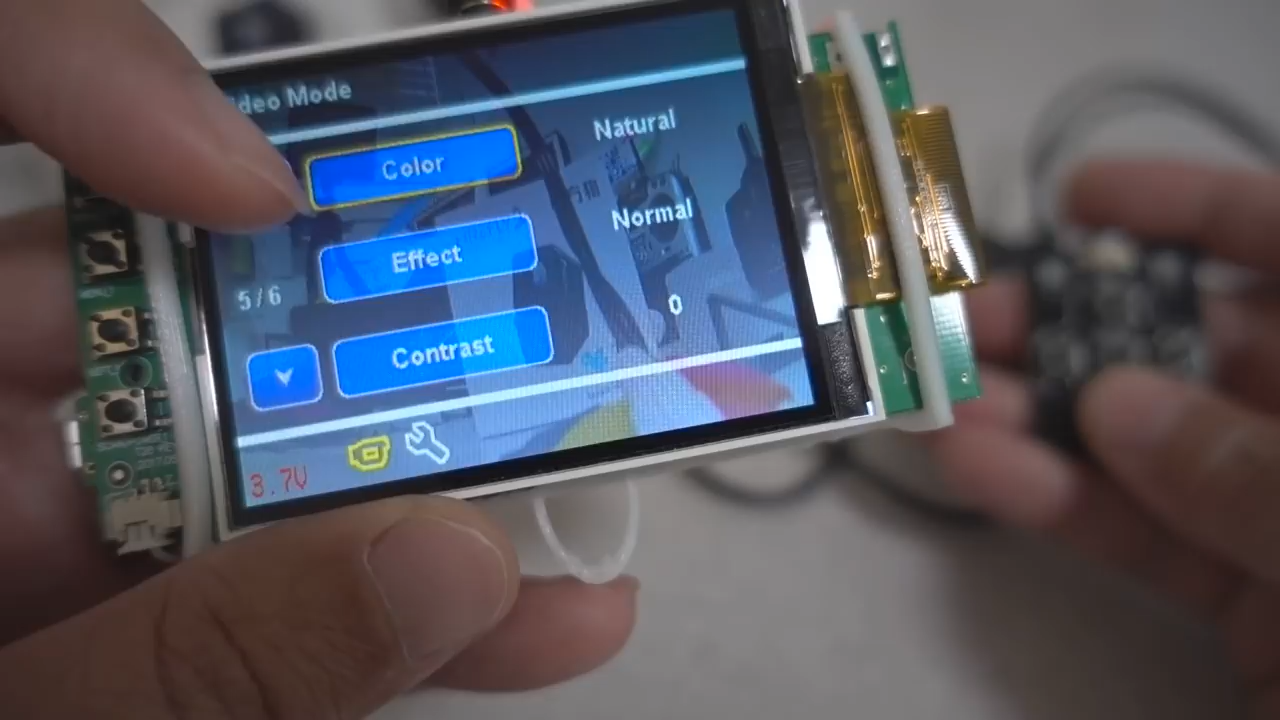 deo Mode
Color
Natural
Effect
Normal
5/6
Contrast
0
3.7V